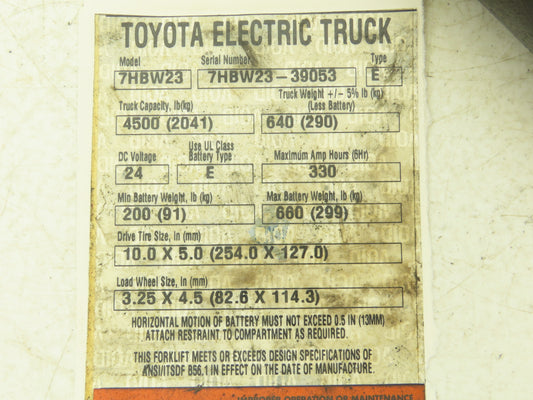 TOYOTA ELECTRIC TRUCK
Model Serial Number Type
7HBW23 7HBW23-39053 E
Truck Capacity, lb(kg) Truck Weight +/- 5% lb(kg)
(Less Battery)
4500 (2041) 640 (290)
DC Voltage Use UL Class Battery Type Maximum Amp Hours (6Hr)
24 E 330
Min Battery Weight, lb (kg) Max Battery Weight, lb (kg)
200 (91) 660 (299)
Drive Tire Size, in (mm)
10.0 X 5.0 (254.0 X 127.0)
Load Wheel Size, in (mm)
3.25 X 4.5 (82.6 X 114.3)
HORIZONTAL MOTION OF BATTERY MUST NOT EXCEED 0.5 IN (13MM)
ATTACH RESTRAINT TO COMPARTMENT AS REQUIRED.
THIS FORKLIFT MEETS OR EXCEEDS DESIGN SPECIFICATIONS OF
ANSI/ITSDF B56.1 IN EFFECT ON THE DATE OF MANUFACTURE.
IMPROPER OPERATION OR MAINTENANCE